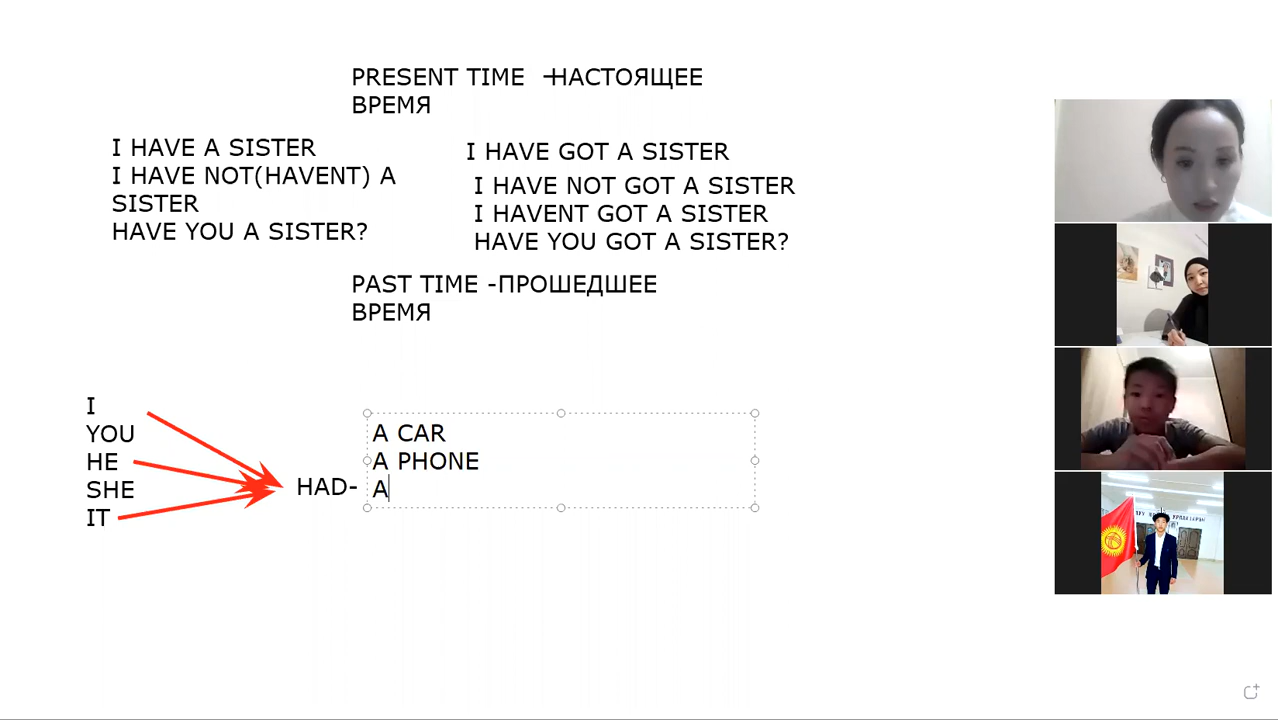 PRESENT TIME -НАСТОЯЩЕЕ
ВРЕМЯ
I HAVE A SISTER
I HAVE NOT(HAVENT) A
SISTER
HAVE YOU A SISTER?
I HAVE GOT A SISTER
I HAVE NOT GOT A SISTER
I HAVENT GOT A SISTER
HAVE YOU GOT A SISTER?
PAST TIME -ПРОШЕДШЕЕ
ВРЕМЯ
I
YOU
HE
SHE
IT
HAD-
A CAR
A PHONE
A